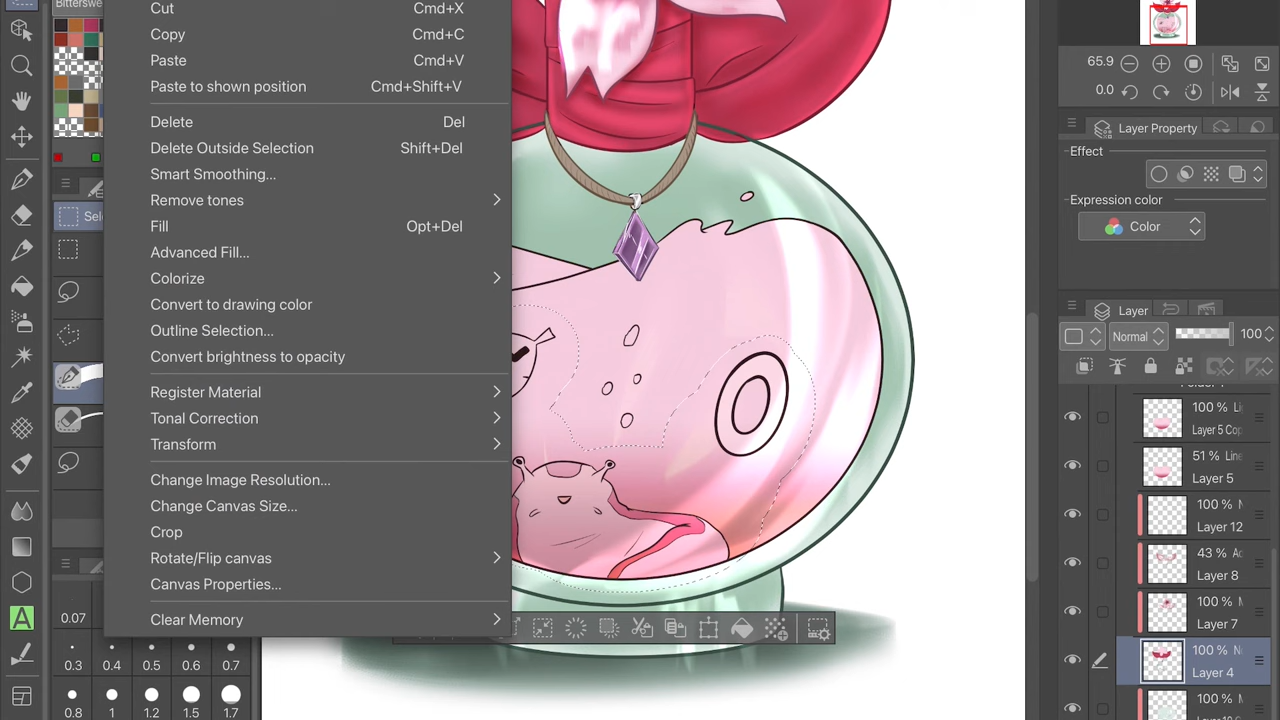 Bitterswee
Cut Cmd+X
Copy Cmd+C
Paste Cmd+V
Paste to shown position Cmd+Shift+V
Delete Del
Delete Outside Selection Shift+Del
Smart Smoothing...
Remove tones
Fill Opt+Del
Advanced Fill...
Colorize
Convert to drawing color
Outline Selection...
Convert brightness to opacity
Register Material
Tonal Correction
Transform
Change Image Resolution...
Change Canvas Size...
Crop
Rotate/Flip canvas
Canvas Properties...
Clear Memory
Sel
A
0.07
0.3 0.4 0.5 0.6 0.7
0.8 1 1.2 1.5 1.7
65.9
0.0
Layer Property
Effect
Expression color
Color
Layer
Normal 100
100 % Li
Layer 5 Cop
51 % Line
Layer 5
100 % N
Layer 12
43 % Ad
Layer 8
100 % M
Layer 7
100 % N
Layer 4
100 % M